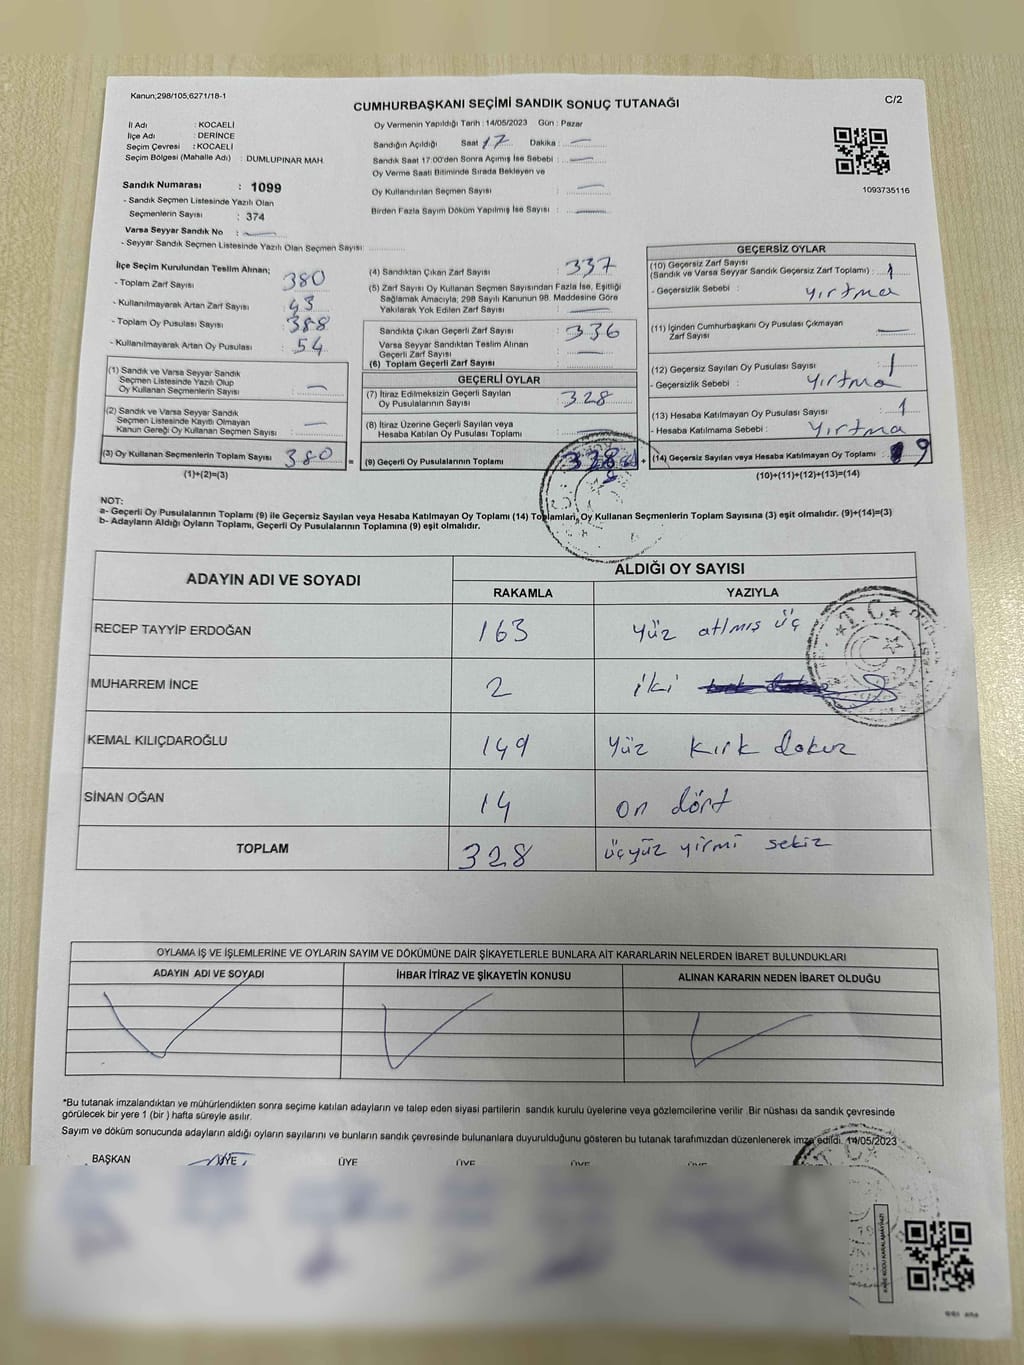 Kanun,298/105,6271/18-1
CUMHURBAŞKANI SEÇİMİ SANDIK SONUÇ TUTANAĞI
C/2
İl Adı : KOCAELİ
İlçe Adı : DERİNCE
Seçim Çevresi : KOCAELİ
Seçim Bölgesi (Mahalle Adı) : DUMLUPINAR MAH.
Sandık Numarası : 1099
- Sandık Seçmen Listesinde Yazılı Olan
Seçmenlerin Sayısı : 374
Varsa Seyyar Sandık No : —
- Seyyar Sandık Seçmen Listesinde Yazılı Olan Seçmen Sayısı:
Oy Vermenin Yapıldığı Tarih : 14/05/2023 Gün : Pazar
Sandığın Açıldığı Saat 17 Dakika : —
Sandık Saat 17:00'den Sonra Açımış İse Sebebi : —
Oy Verme Saati Bitiminde Sırada Bekleyen ve
Oy Kullandırılan Seçmen Sayısı : —
Birden Fazla Sayım Döküm Yapılmış İse Sayısı : —
1093735116
İlçe Seçim Kurulundan Teslim Alınan;
- Toplam Zarf Sayısı : 380
- Kullanılmayarak Artan Zarf Sayısı : 43
- Toplam Oy Pusulası Sayısı : 388
- Kullanılmayarak Artan Oy Pusulası : 54
(1) Sandık ve Varsa Seyyar Sandık
Seçmen Listesinde Yazılı Olup
Oy Kullanan Seçmenlerin Sayısı : —
(2) Sandık ve Varsa Seyyar Sandık
Seçmen Listesinde Kayıtlı Olmayan
Kanun Gereği Oy Kullanan Seçmen Sayısı : —
(3) Oy Kullanan Seçmenlerin Toplam Sayısı : 380 =
(1)+(2)=(3)
(4) Sandıktan Çıkan Zarf Sayısı : 337
(5) Zarf Sayısı Oy Kullanan Seçmen Sayısından Fazla İse, Eşitliği
Sağlamak Amacıyla; 298 Sayılı Kanunun 98. Maddesine Göre
Yakılarak Yok Edilen Zarf Sayısı : —
Sandıkta Çıkan Geçerli Zarf Sayısı : 336
Varsa Seyyar Sandıktan Teslim Alınan
Geçerli Zarf Sayısı : —
(6) Toplam Geçerli Zarf Sayısı :
GEÇERLİ OYLAR
(7) İtiraz Edilmeksizin Geçerli Sayılan
Oy Pusulalarının Sayısı : 328
(8) İtiraz Üzerine Geçerli Sayılan veya
Hesaba Katılan Oy Pusulası Toplamı : —
(9) Geçerli Oy Pusulalarının Toplamı : +
GEÇERSİZ OYLAR
(10) Geçersiz Zarf Sayısı
(Sandık ve Varsa Seyyar Sandık Geçersiz Zarf Toplamı) : 1
- Geçersizlik Sebebi : Yırtma
(11) İçinden Cumhurbaşkanı Oy Pusulası Çıkmayan
Zarf Sayısı : —
(12) Geçersiz Sayılan Oy Pusulası Sayısı : 1
- Geçersizlik Sebebi : Yırtma
(13) Hesaba Katılmayan Oy Pusulası Sayısı : 1
- Hesaba Katılmama Sebebi : Yırtma
(14) Geçersiz Sayılan veya Hesaba Katılmayan Oy Toplamı : 9
(10)+(11)+(12)+(13)=(14)
NOT:
a- Geçerli Oy Pusulalarının Toplamı (9) ile Geçersiz Sayılan veya Hesaba Katılmayan Oy Toplamı (14) Toplamları, Oy Kullanan Seçmenlerin Toplam Sayısına (3) eşit olmalıdır. (9)+(14)=(3)
b- Adayların Aldığı Oyların Toplamı, Geçerli Oy Pusulalarının Toplamına (9) eşit olmalıdır.
ADAYIN ADI VE SOYADI
ALDIĞI OY SAYISI
RAKAMLA YAZIYLA
RECEP TAYYİP ERDOĞAN 163 Yüz atlmış üç
MUHARREM İNCE 2 iki
KEMAL KILIÇDAROĞLU 149 Yüz kırk dokuz
SİNAN OĞAN 14 on dört
TOPLAM 328 üçyüz yirmi sekiz
T.C.
OYLAMA İŞ VE İŞLEMLERİNE VE OYLARIN SAYIM VE DÖKÜMÜNE DAİR ŞİKAYETLERLE BUNLARA AİT KARARLARIN NELERDEN İBARET BULUNDUKLARI
ADAYIN ADI VE SOYADI
İHBAR İTİRAZ VE ŞİKAYETİN KONUSU
ALINAN KARARIN NEDEN İBARET OLDUĞU
*Bu tutanak imzalandıktan ve mühürlendikten sonra seçime katılan adayların ve talep eden siyasi partilerin sandık kurulu üyelerine veya gözlemcilerine verilir .Bir nüshası da sandık çevresinde
görülecek bir yere 1 (bir ) hafta süreyle asılır.
Sayım ve döküm sonucunda adayların aldığı oyların sayılarını ve bunların sandık çevresinde bulunanlara duyurulduğunu gösteren bu tutanak tarafımızdan düzenlenerek imza edildi. 14/05/2023
BAŞKAN ÜYE ÜYE ÜYE ÜYE ÜYE
T.C.
KARE KODU KARALAMAYINIZ!